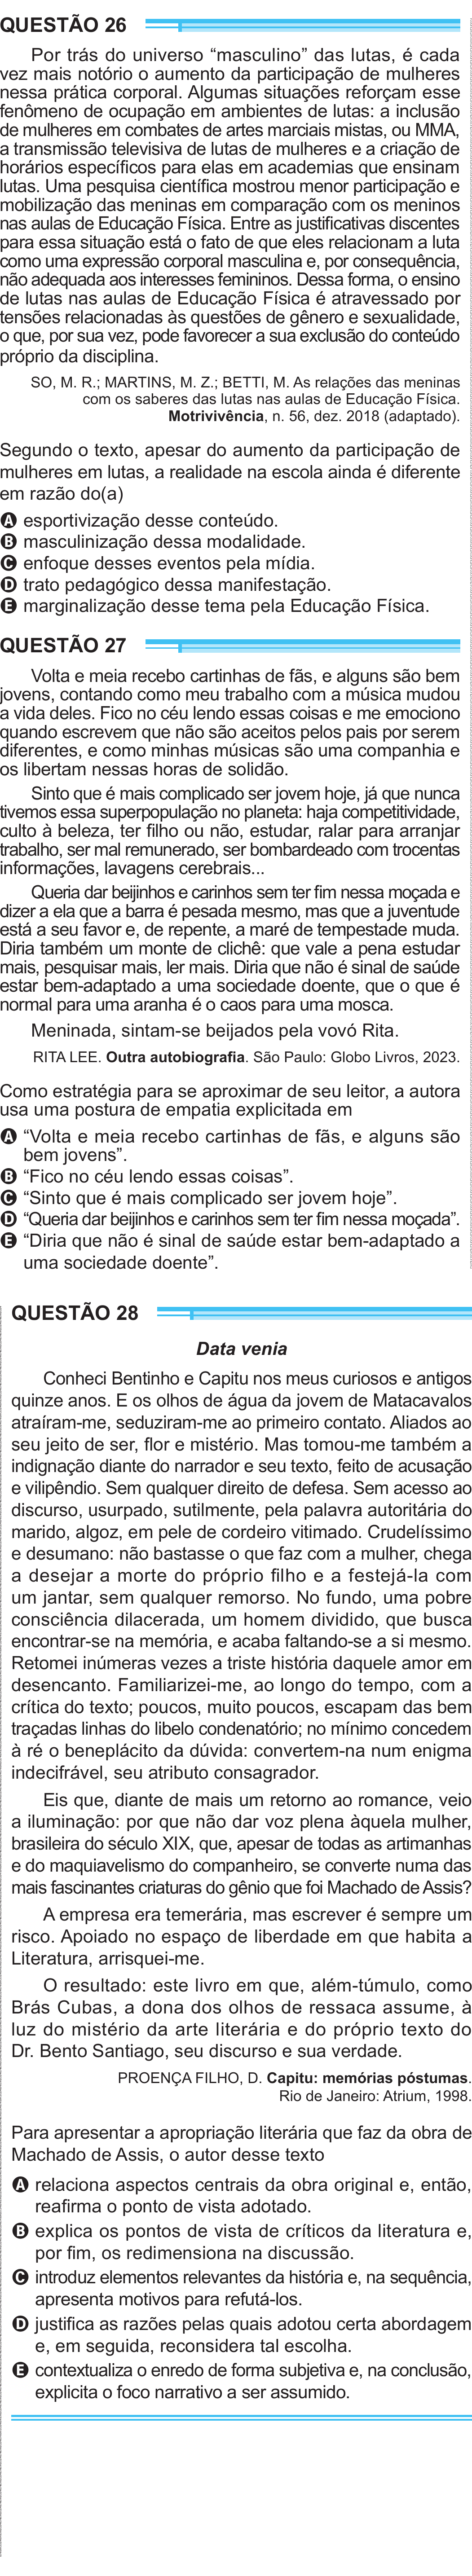 QUESTÃO 26
Por trás do universo “masculino” das lutas, é cada
vez mais notório o aumento da participação de mulheres
nessa prática corporal. Algumas situações reforçam esse
fenômeno de ocupação em ambientes de lutas: a inclusão
de mulheres em combates de artes marciais mistas, ou MMA,
a transmissão televisiva de lutas de mulheres e a criação de
horários específicos para elas em academias que ensinam
lutas. Uma pesquisa científica mostrou menor participação e
mobilização das meninas em comparação com os meninos
nas aulas de Educação Física. Entre as justificativas discentes
para essa situação está o fato de que eles relacionam a luta
como uma expressão corporal masculina e, por consequência,
não adequada aos interesses femininos. Dessa forma, o ensino
de lutas nas aulas de Educação Física é atravessado por
tensões relacionadas às questões de gênero e sexualidade,
o que, por sua vez, pode favorecer a sua exclusão do conteúdo
próprio da disciplina.
SO, M. R.; MARTINS, M. Z.; BETTI, M. As relações das meninas
com os saberes das lutas nas aulas de Educação Física.
Motrivivência, n. 56, dez. 2018 (adaptado).
Segundo o texto, apesar do aumento da participação de
mulheres em lutas, a realidade na escola ainda é diferente
em razão do(a)
A esportivização desse conteúdo.
B masculinização dessa modalidade.
C enfoque desses eventos pela mídia.
D trato pedagógico dessa manifestação.
E marginalização desse tema pela Educação Física.
QUESTÃO 27
Volta e meia recebo cartinhas de fãs, e alguns são bem
jovens, contando como meu trabalho com a música mudou
a vida deles. Fico no céu lendo essas coisas e me emociono
quando escrevem que não são aceitos pelos pais por serem
diferentes, e como minhas músicas são uma companhia e
os libertam nessas horas de solidão.
Sinto que é mais complicado ser jovem hoje, já que nunca
tivemos essa superpopulação no planeta: haja competitividade,
culto à beleza, ter filho ou não, estudar, ralar para arranjar
trabalho, ser mal remunerado, ser bombardeado com trocentas
informações, lavagens cerebrais...
Queria dar beijinhos e carinhos sem ter fim nessa moçada e
dizer a ela que a barra é pesada mesmo, mas que a juventude
está a seu favor e, de repente, a maré de tempestade muda.
Diria também um monte de clichê: que vale a pena estudar
mais, pesquisar mais, ler mais. Diria que não é sinal de saúde
estar bem-adaptado a uma sociedade doente, que o que é
normal para uma aranha é o caos para uma mosca.
Meninada, sintam-se beijados pela vovó Rita.
RITA LEE. Outra autobiografia. São Paulo: Globo Livros, 2023.
Como estratégia para se aproximar de seu leitor, a autora
usa uma postura de empatia explicitada em
A “Volta e meia recebo cartinhas de fãs, e alguns são
bem jovens”.
B “Fico no céu lendo essas coisas”.
C “Sinto que é mais complicado ser jovem hoje”.
D “Queria dar beijinhos e carinhos sem ter fim nessa moçada”.
E “Diria que não é sinal de saúde estar bem-adaptado a
uma sociedade doente”.
QUESTÃO 28
Data venia
Conheci Bentinho e Capitu nos meus curiosos e antigos
quinze anos. E os olhos de água da jovem de Matacavalos
atraíram-me, seduziram-me ao primeiro contato. Aliados ao
seu jeito de ser, flor e mistério. Mas tomou-me também a
indignação diante do narrador e seu texto, feito de acusação
e vilipêndio. Sem qualquer direito de defesa. Sem acesso ao
discurso, usurpado, sutilmente, pela palavra autoritária do
marido, algoz, em pele de cordeiro vitimado. Crudelíssimo
e desumano: não bastasse o que faz com a mulher, chega
a desejar a morte do próprio filho e a festejá-la com
um jantar, sem qualquer remorso. No fundo, uma pobre
consciência dilacerada, um homem dividido, que busca
encontrar-se na memória, e acaba faltando-se a si mesmo.
Retomei inúmeras vezes a triste história daquele amor em
desencanto. Familiarizei-me, ao longo do tempo, com a
crítica do texto; poucos, muito poucos, escapam das bem
traçadas linhas do libelo condenatório; no mínimo concedem
à ré o beneplácito da dúvida: convertem-na num enigma
indecifrável, seu atributo consagrador.
Eis que, diante de mais um retorno ao romance, veio
a iluminação: por que não dar voz plena àquela mulher,
brasileira do século XIX, que, apesar de todas as artimanhas
e do maquiavelismo do companheiro, se converte numa das
mais fascinantes criaturas do gênio que foi Machado de Assis?
A empresa era temerária, mas escrever é sempre um
risco. Apoiado no espaço de liberdade em que habita a
Literatura, arrisquei-me.
O resultado: este livro em que, além-túmulo, como
Brás Cubas, a dona dos olhos de ressaca assume, à
luz do mistério da arte literária e do próprio texto do
Dr. Bento Santiago, seu discurso e sua verdade.
PROENÇA FILHO, D. Capitu: memórias póstumas.
Rio de Janeiro: Atrium, 1998.
Para apresentar a apropriação literária que faz da obra de
Machado de Assis, o autor desse texto
A relaciona aspectos centrais da obra original e, então,
reafirma o ponto de vista adotado.
B explica os pontos de vista de críticos da literatura e,
por fim, os redimensiona na discussão.
C introduz elementos relevantes da história e, na sequência,
apresenta motivos para refutá-los.
D justifica as razões pelas quais adotou certa abordagem
e, em seguida, reconsidera tal escolha.
E contextualiza o enredo de forma subjetiva e, na conclusão,
explicita o foco narrativo a ser assumido.